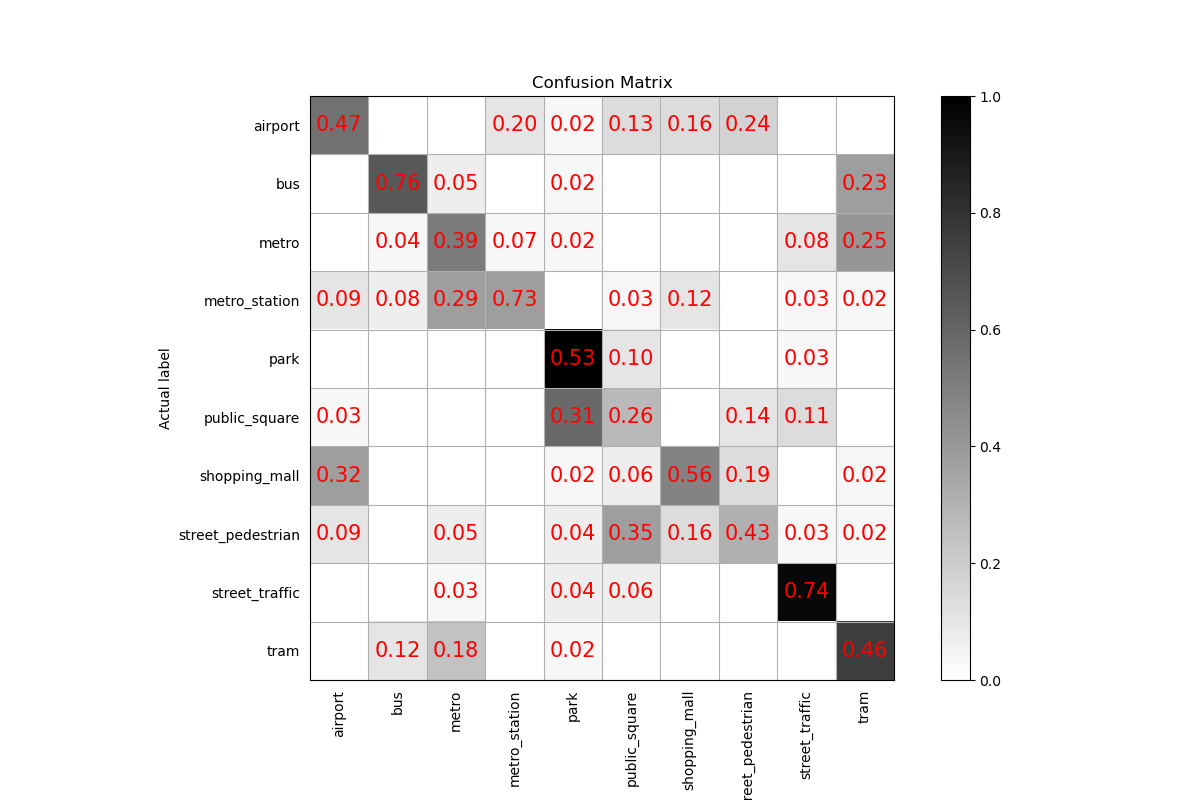 Confusion Matrix
airport 0.47 0.20 0.02 0.13 0.16 0.24
bus 0.76 0.05 0.02 0.23
metro 0.04 0.39 0.07 0.02 0.08 0.25
metro_station 0.09 0.08 0.29 0.73 0.03 0.12 0.03 0.02
park 0.53 0.10 0.03
public_square 0.03 0.31 0.26 0.14 0.11
shopping_mall 0.32 0.02 0.06 0.56 0.19 0.02
street_pedestrian 0.09 0.05 0.04 0.35 0.16 0.43 0.03 0.02
street_traffic 0.03 0.04 0.06 0.74
tram 0.12 0.18 0.02 0.46
Actual label
airport bus metro metro_station park public_square shopping_mall reet_pedestrian street_traffic tram
1.0
0.8
0.6
0.4
0.2
0.0